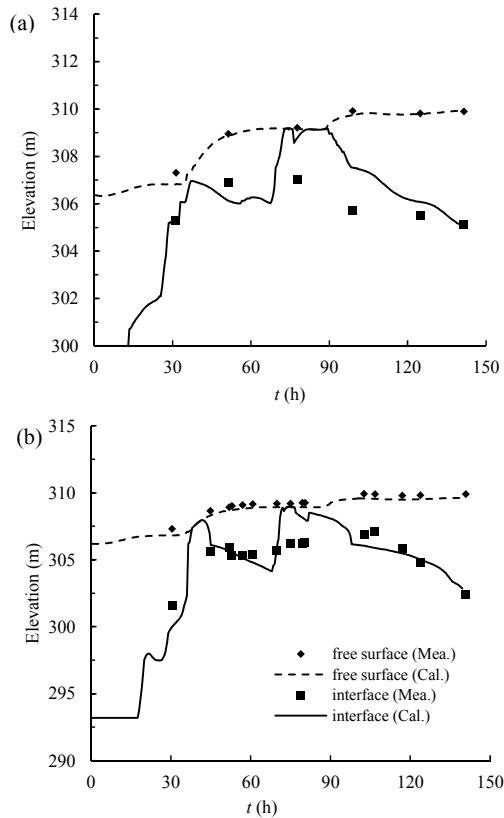 (a)
314
312
310
307
306
304
302
300
Elevation (m)
0 30 60 90 120 150
t (h)
(b)
315
310
305
300
295
290
Elevation (m)
free surface (Mea.)
free surface (Cal.)
interface (Mea.)
interface (Cal.)
0 30 60 90 120 150
t (h)